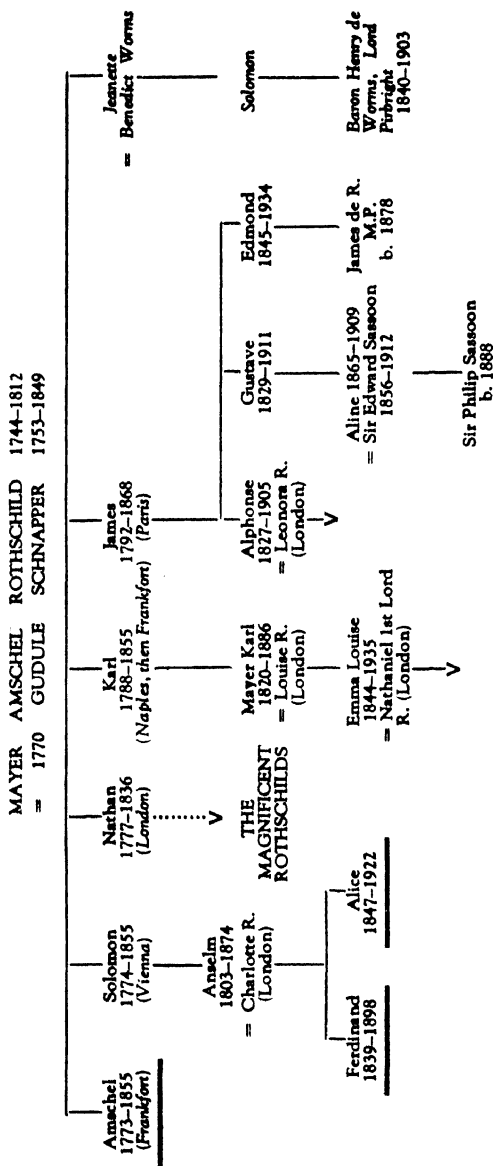 MAYER AMSCHEL ROTHSCHILD 1744–1812
= 1770 GUDULE SCHNAPPER 1753–1849
Amschel
1773–1855
(Frankfort)
Solomon
1774–1855
(Vienna)
Nathan
1777–1836
(London)
Karl
1788–1855
(Naples, then Frankfort)
James
1792–1868
(Paris)
Jeanette
= Benedict Worms
Anselm
1803–1874
= Charlotte R.
(London)
THE
MAGNIFICENT
ROTHSCHILDS
Mayer Karl
1820–1886
= Louise R.
(London)
Alphonse
1827–1905
= Leonora R.
(London)
Gustave
1829–1911
Edmond
1845–1934
Solomon
Ferdinand
1839–1898
Alice
1847–1922
Emma Louise
1844–1935
= Nathaniel 1st Lord
R. (London)
Aline 1865–1909
= Sir Edward Sassoon
1856–1912
James de R.
M.P.
b. 1878
Baron Henry de
Worms, Lord
Pirbright
1840–1903
Sir Philip Sassoon
b. 1888